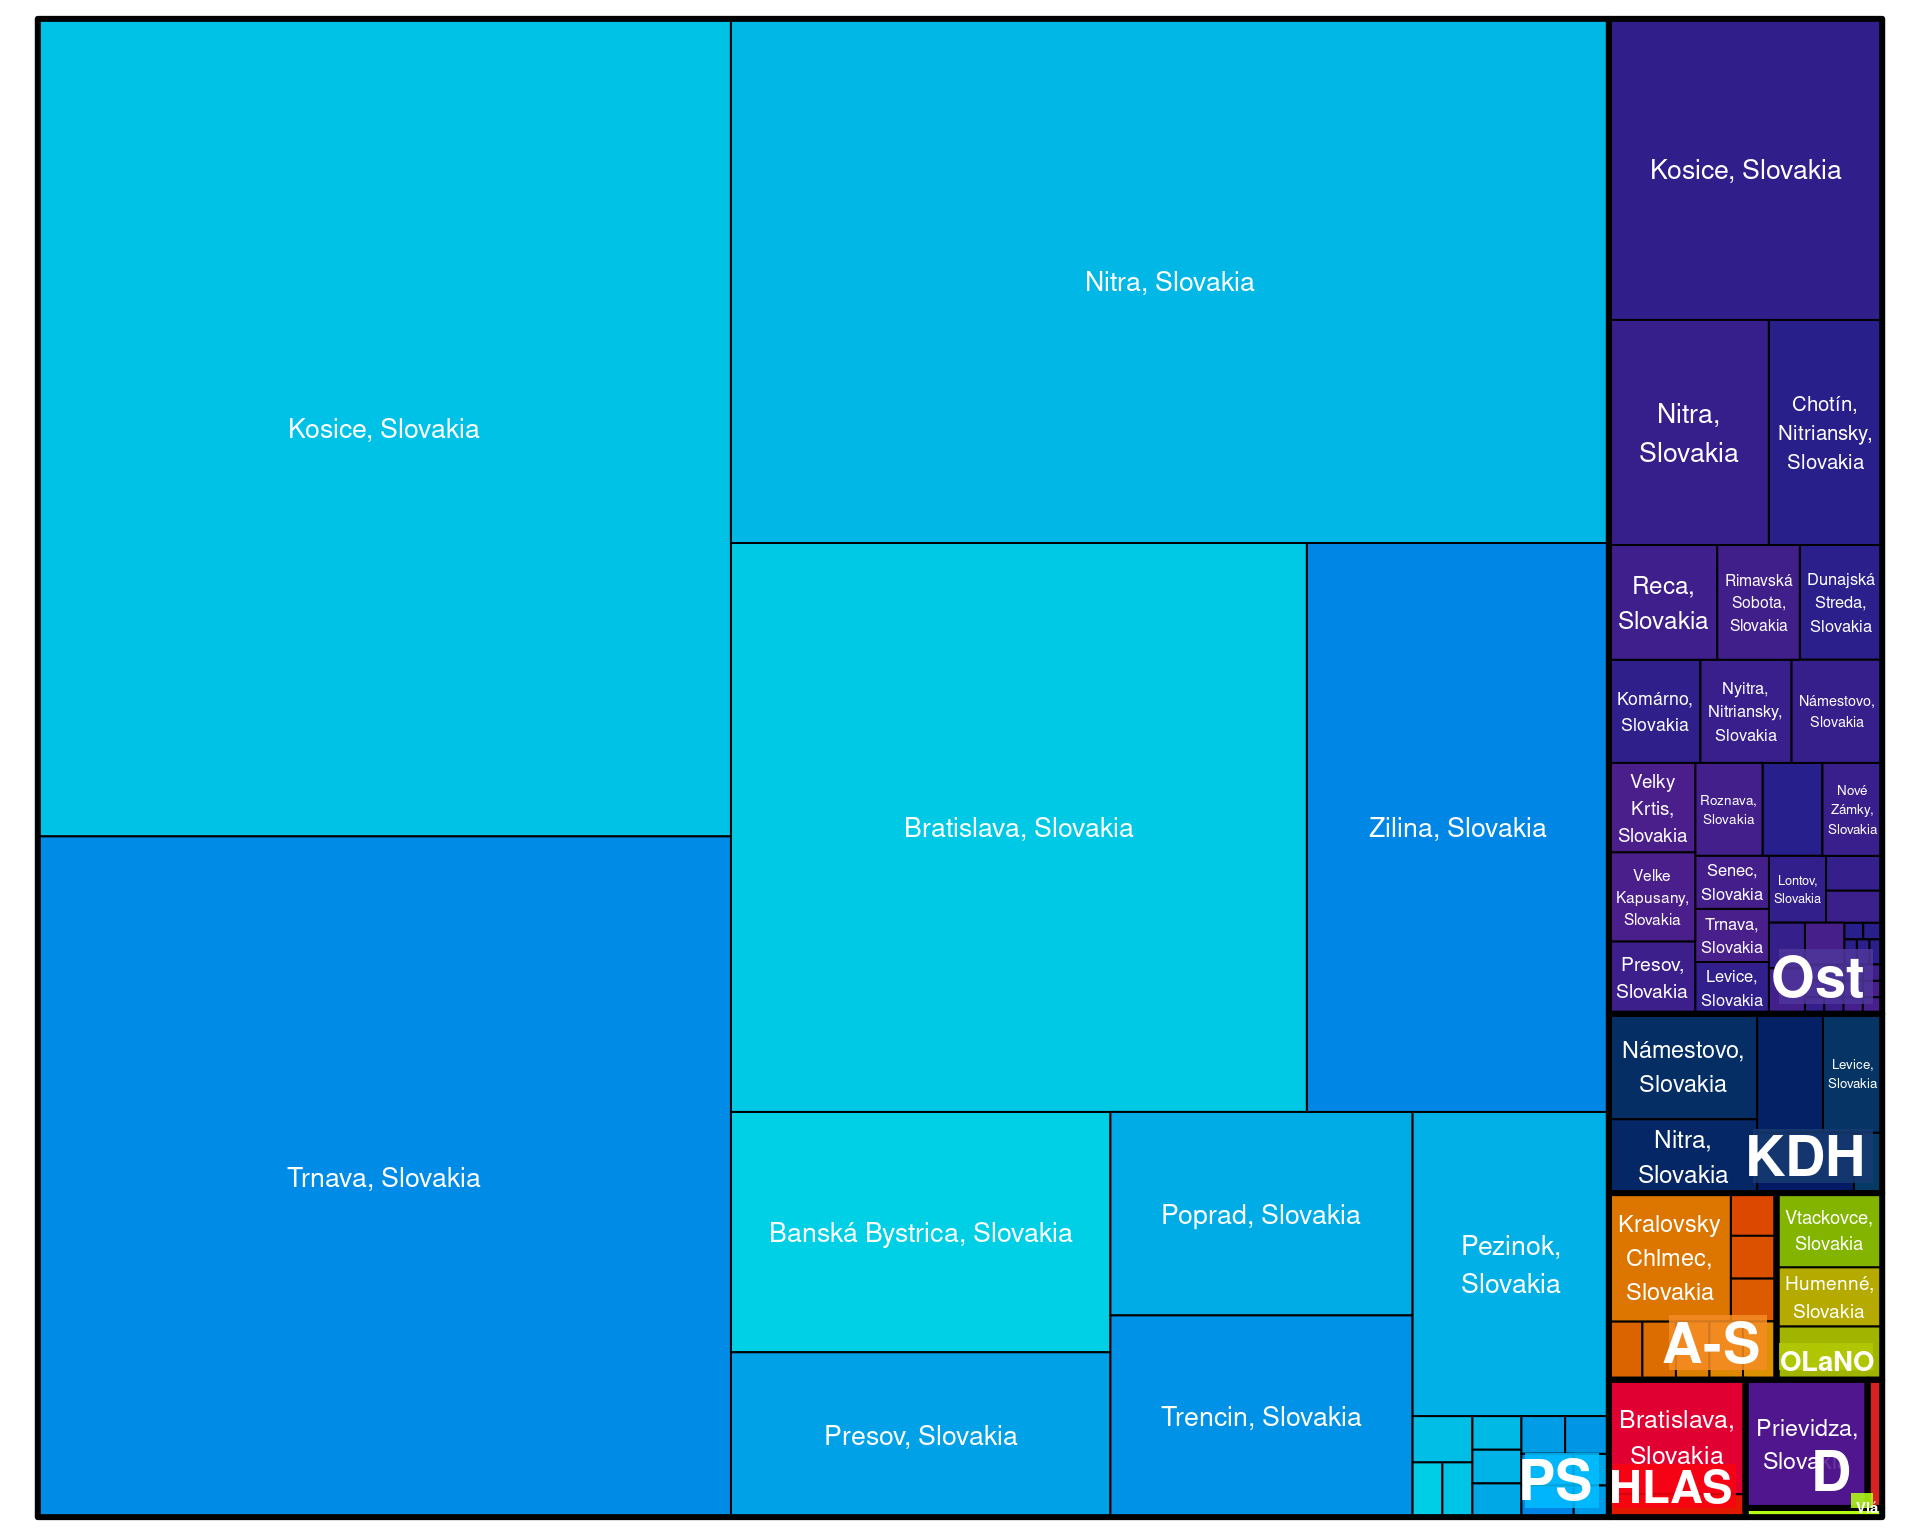 Kosice, Slovakia
Nitra, Slovakia
Bratislava, Slovakia
Zilina, Slovakia
Trnava, Slovakia
Banská Bystrica, Slovakia
Presov, Slovakia
Poprad, Slovakia
Trencin, Slovakia
Pezinok,
Slovakia
PS
Kosice, Slovakia
Nitra,
Slovakia
Chotín,
Nitriansky,
Slovakia
Reca,
Slovakia
Rimavská
Sobota,
Slovakia
Dunajská
Streda,
Slovakia
Komárno,
Slovakia
Nyitra,
Nitriansky,
Slovakia
Námestovo,
Slovakia
Velky
Krtis,
Slovakia
Roznava,
Slovakia
Nové
Zámky,
Slovakia
Velke
Kapusany,
Slovakia
Senec,
Slovakia
Lontov,
Slovakia
Trnava,
Slovakia
Presov,
Slovakia
Levice,
Slovakia
Ost
Námestovo,
Slovakia
Levice,
Slovakia
Nitra,
Slovakia
KDH
Kralovsky
Chlmec,
Slovakia
A-S
Vtackovce,
Slovakia
Humenné,
Slovakia
OLaNO
Bratislava,
Slovakia
HLAS
Prievidza,
Slovakia
D
Vlá